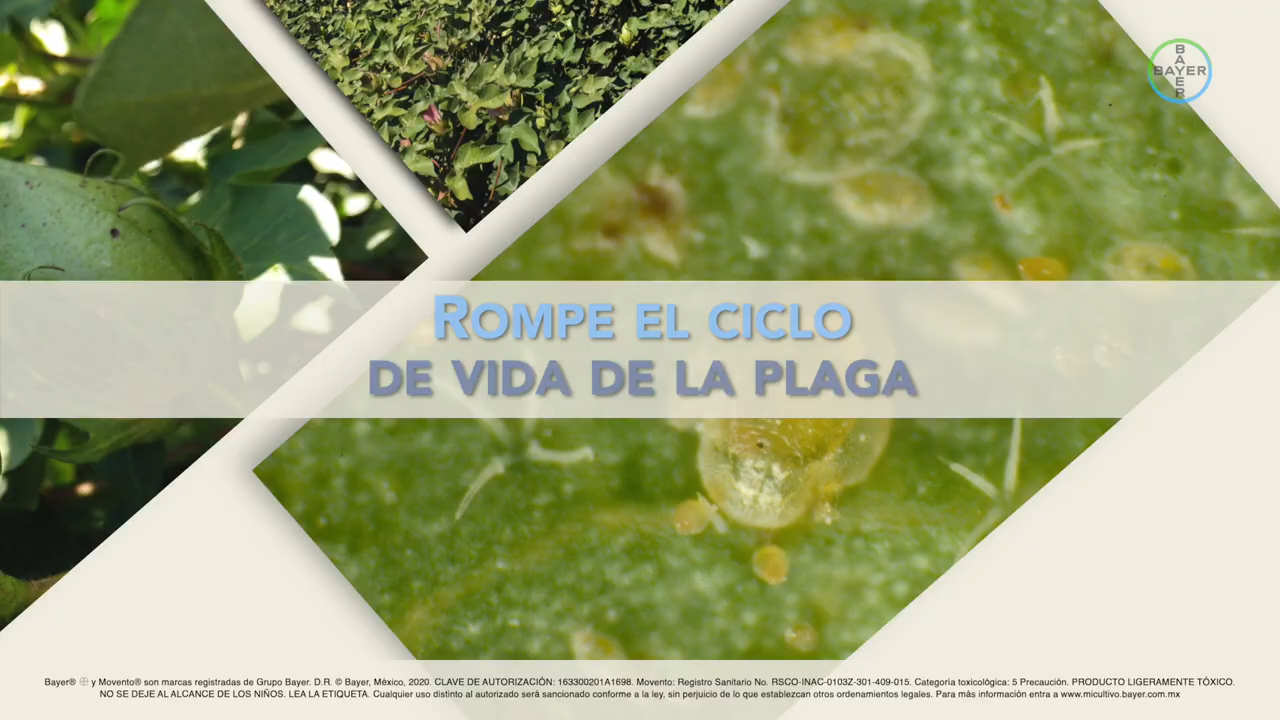 BAYER
BAYER
ROMPE EL CICLO
DE VIDA DE LA PLAGA
Bayer® y Movento® son marcas registradas de Grupo Bayer. D.R. © Bayer, México, 2020. CLAVE DE AUTORIZACIÓN: 163300201A1698. Movento: Registro Sanitario No. RSCO-INAC-0103Z-301-409-015. Categoría toxicológica: 5 Precaución. PRODUCTO LIGERAMENTE TÓXICO.
NO SE DEJE AL ALCANCE DE LOS NIÑOS. LEA LA ETIQUETA. Cualquier uso distinto al autorizado será sancionado conforme a la ley, sin perjuicio de lo que establezcan otros ordenamientos legales. Para más información entra a www.micultivo.bayer.com.mx